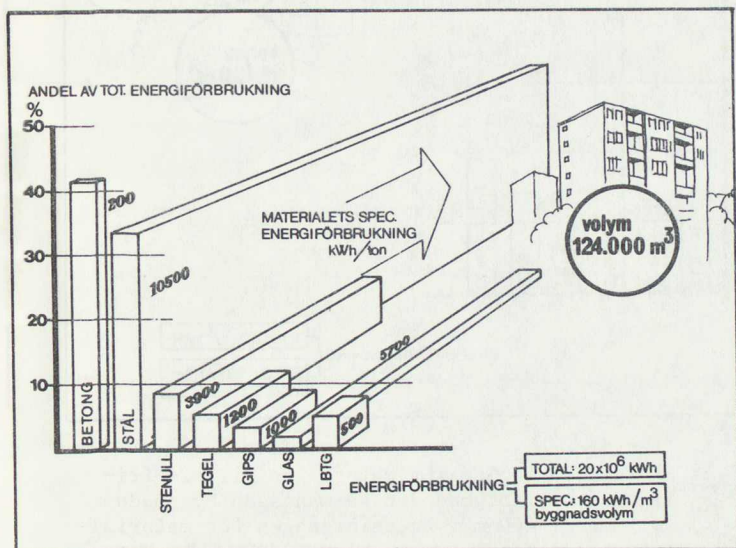 ANDEL AV TOT. ENERGIFÖRBRUKNING
%
50
40
30
20
10
200
10500
3900
1200
1000
5700
500
MATERIALETS SPEC.
ENERGIFÖRBRUKNING
kWh/ton
volym
124.000 m³
BETONG
STÅL
STENULL
TEGEL
GIPS
GLAS
LBTG
ENERGIFÖRBRUKNING
TOTAL: 20x10⁶ kWh
SPEC: 160 kWh/m³
byggnadsvolym